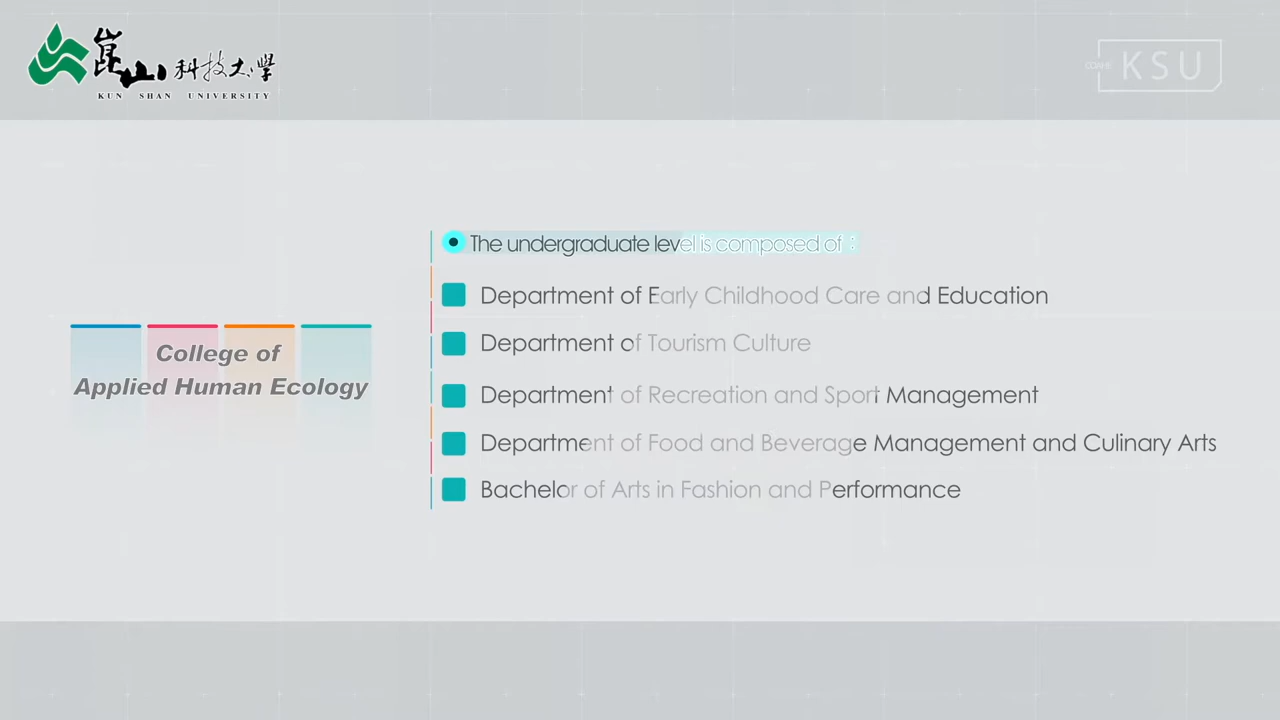 崑山科技大學
KUN SHAN UNIVERSITY
KSU
College of
Applied Human Ecology
The undergraduate level is composed of :
Department of Early Childhood Care and Education
Department of Tourism Culture
Department of Recreation and Sport Management
Department of Food and Beverage Management and Culinary Arts
Bachelor of Arts in Fashion and Performance